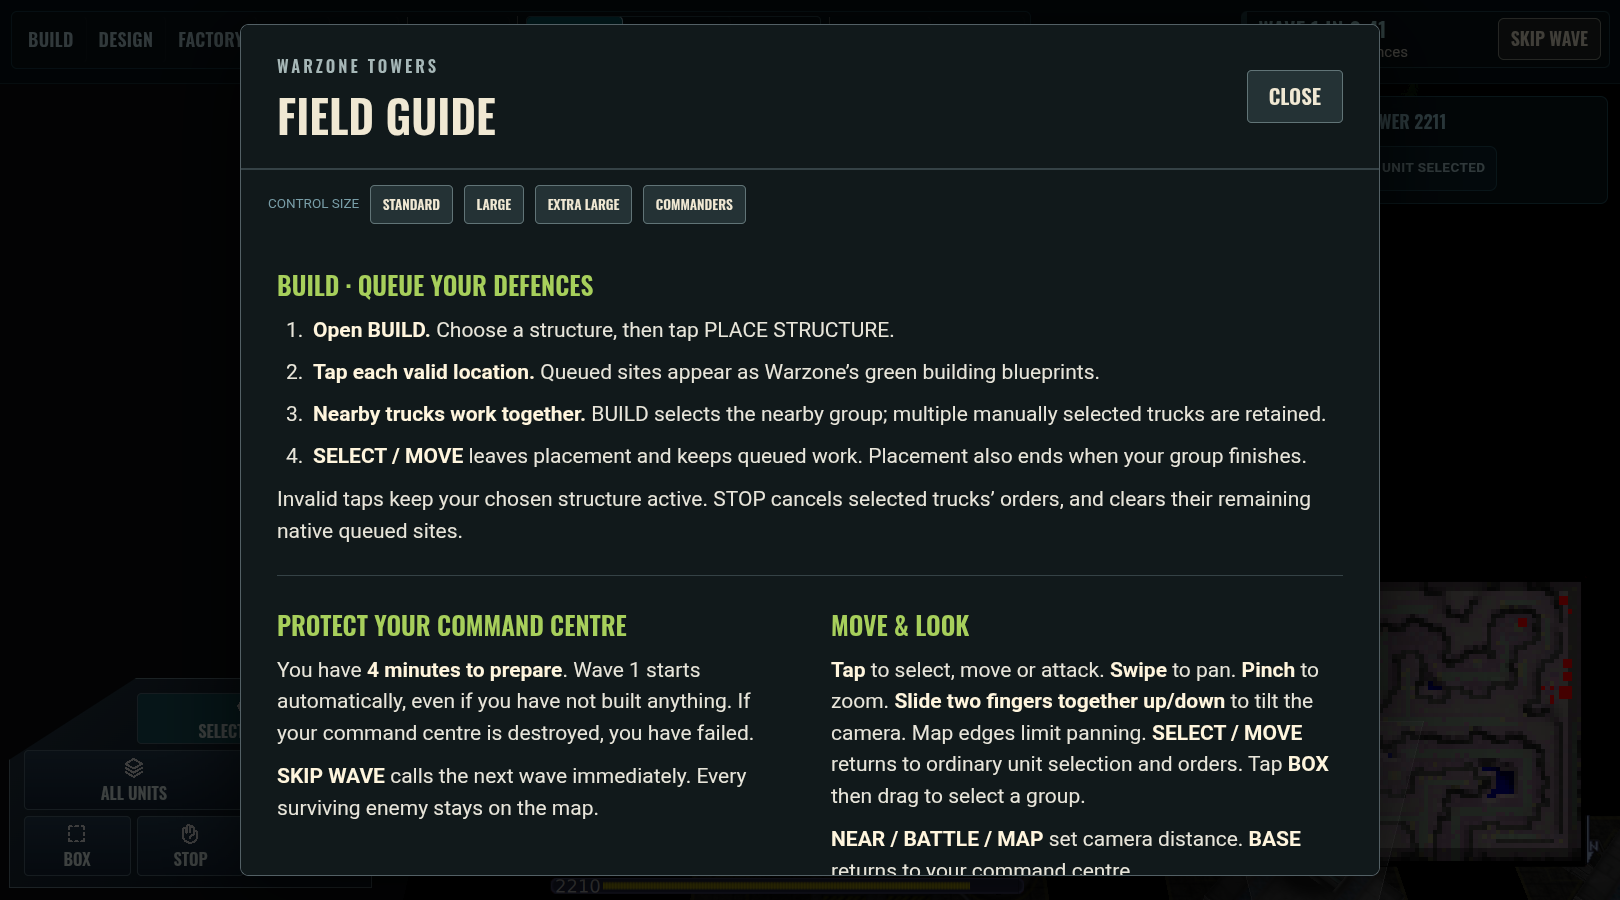 BUILD DESIGN FACTORY
SKIP WAVE
WARZONE TOWERS
FIELD GUIDE
CLOSE
WER 2211
UNIT SELECTED
CONTROL SIZE STANDARD LARGE EXTRA LARGE COMMANDERS
BUILD · QUEUE YOUR DEFENCES
1. Open BUILD. Choose a structure, then tap PLACE STRUCTURE.
2. Tap each valid location. Queued sites appear as Warzone’s green building blueprints.
3. Nearby trucks work together. BUILD selects the nearby group; multiple manually selected trucks are retained.
4. SELECT / MOVE leaves placement and keeps queued work. Placement also ends when your group finishes.
Invalid taps keep your chosen structure active. STOP cancels selected trucks’ orders, and clears their remaining
native queued sites.
PROTECT YOUR COMMAND CENTRE
You have 4 minutes to prepare. Wave 1 starts
automatically, even if you have not built anything. If
your command centre is destroyed, you have failed.
SKIP WAVE calls the next wave immediately. Every
surviving enemy stays on the map.
MOVE & LOOK
Tap to select, move or attack. Swipe to pan. Pinch to
zoom. Slide two fingers together up/down to tilt the
camera. Map edges limit panning. SELECT / MOVE
returns to ordinary unit selection and orders. Tap BOX
then drag to select a group.
NEAR / BATTLE / MAP set camera distance. BASE
returns to your command centre
SELECT
ALL UNITS
BOX STOP
2210
N